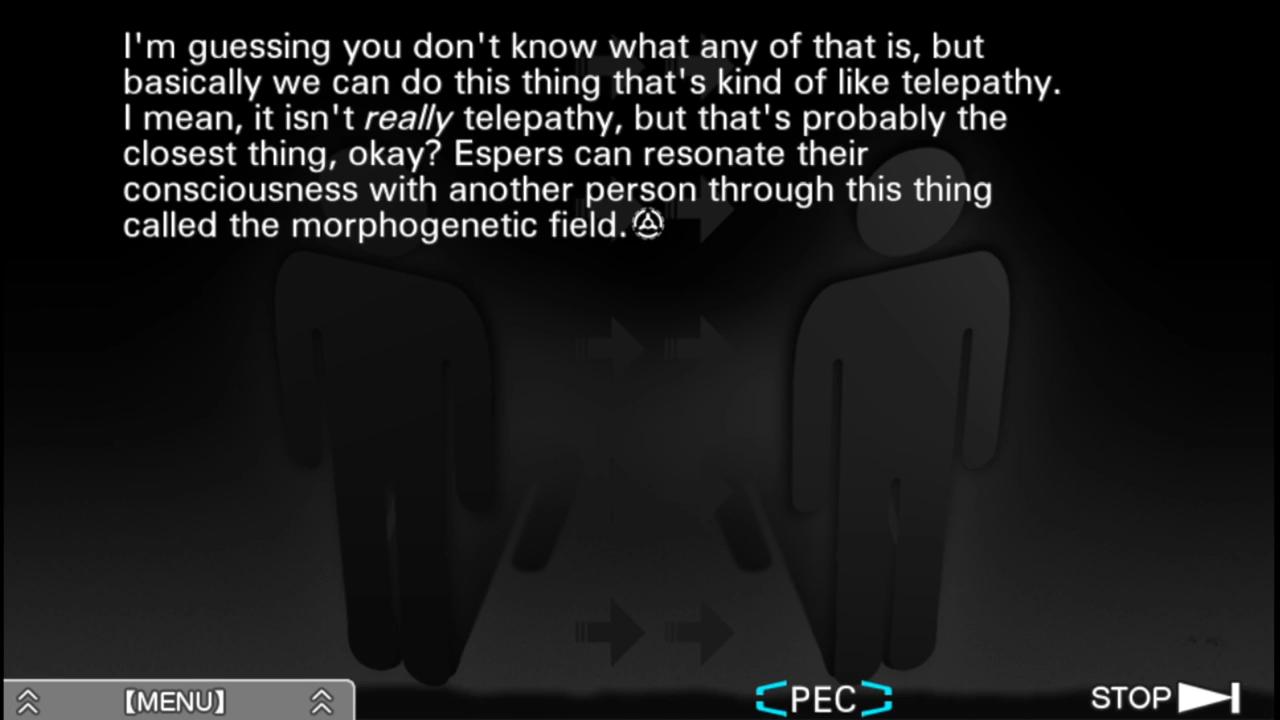 I'm guessing you don't know what any of that is, but
basically we can do this thing that's kind of like telepathy.
I mean, it isn't really telepathy, but that's probably the
closest thing, okay? Espers can resonate their
consciousness with another person through this thing
called the morphogenetic field.
【MENU】
PEC
STOP